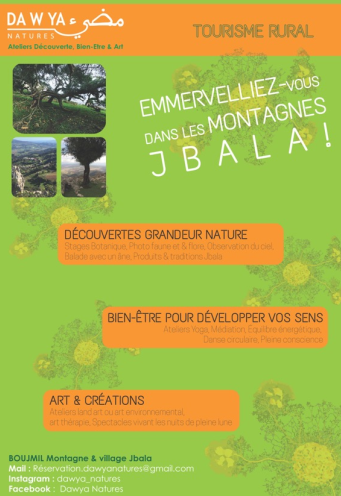 DAWYA مضيء
NATURES
Ateliers Découverte, Bien-Etre & Art
TOURISME RURAL
EMMERVELLIEZ-VOUS
DANS LES MONTAGNES
JBALA!
DÉCOUVERTES GRANDEUR NATURE
Stages Botanique, Photo faune et & flore, Observation du ciel,
Balade avec un âne, Produits & traditions Jbala
BIEN-ÊTRE POUR DÉVELOPPER VOS SENS
Ateliers Yoga, Médiation, Equilibre énergétique,
Danse circulaire, Pleine conscience
ART & CRÉATIONS
Ateliers land art ou art environnemental,
art thérapie, Spectacles vivant les nuits de pleine lune
BOUJMIL Montagne & village Jbala
Mail : Réservation.dawyanatures@gmail.com
Instagram : dawya_natures
Facebook : Dawya Natures